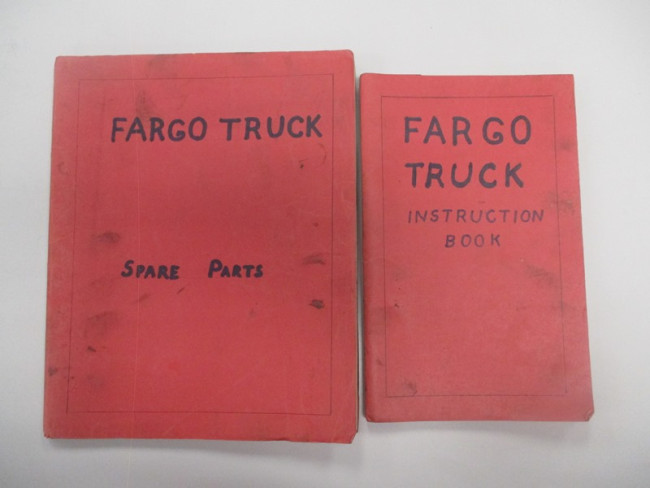 FARGO TRUCK
SPARE PARTS
FARGO
TRUCK
INSTRUCTION
BOOK